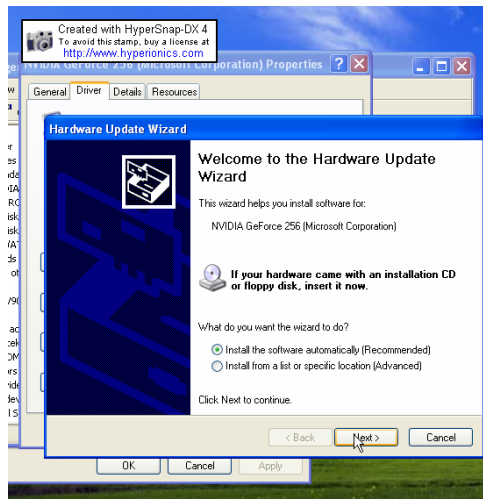 Created with HyperSnap-DX 4
To avoid this stamp, buy a license at
http://www.hyperionics.com
NVIDIA GeForce 256 (Microsoft Corporation) Properties
General Driver Details Resources
Hardware Update Wizard
Welcome to the Hardware Update
Wizard
This wizard helps you install software for:
NVIDIA GeForce 256 (Microsoft Corporation)
If your hardware came with an installation CD
or floppy disk, insert it now.
What do you want the wizard to do?
Install the software automatically (Recommended)
Install from a list or specific location (Advanced)
Click Next to continue.
< Back Next > Cancel
OK Cancel Apply